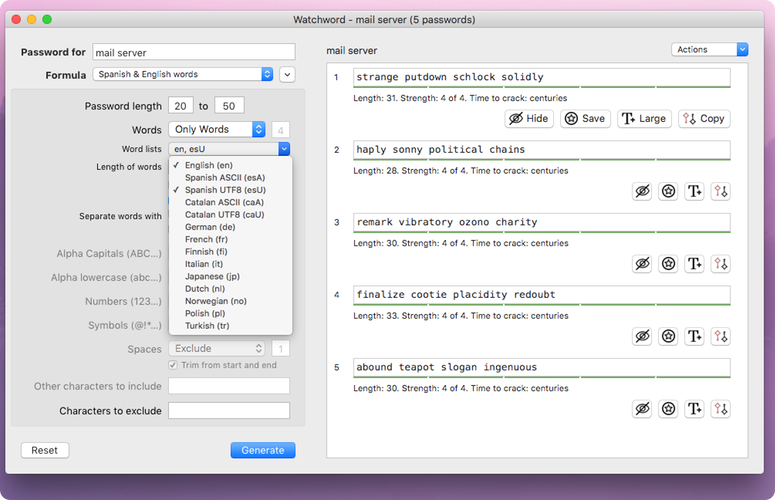 Watchword - mail server (5 passwords)
Password for mail server
Formula Spanish & English words
Password length 20 to 50
Words Only Words 4
Word lists en, esU
Length of words
✓ English (en)
Spanish ASCII (esA)
✓ Spanish UTF8 (esU)
Catalan ASCII (caA)
Catalan UTF8 (caU)
German (de)
French (fr)
Finnish (fi)
Italian (it)
Japanese (jp)
Dutch (nl)
Norwegian (no)
Polish (pl)
Turkish (tr)
Separate words with
Alpha Capitals (ABC...)
Alpha lowercase (abc...)
Numbers (123...)
Symbols (@!*...)
Spaces Exclude 1
Trim from start and end
Other characters to include
Characters to exclude
Reset Generate
mail server Actions
1 strange putdown schlock solidly
Length: 31. Strength: 4 of 4. Time to crack: centuries
Hide Save T+ Large Copy
2 haply sonny political chains
Length: 28. Strength: 4 of 4. Time to crack: centuries
T+
3 remark vibratory ozono charity
Length: 30. Strength: 4 of 4. Time to crack: centuries
T+
4 finalize cootie placidity redoubt
Length: 33. Strength: 4 of 4. Time to crack: centuries
T+
5 abound teapot slogan ingenuous
Length: 30. Strength: 4 of 4. Time to crack: centuries
T+